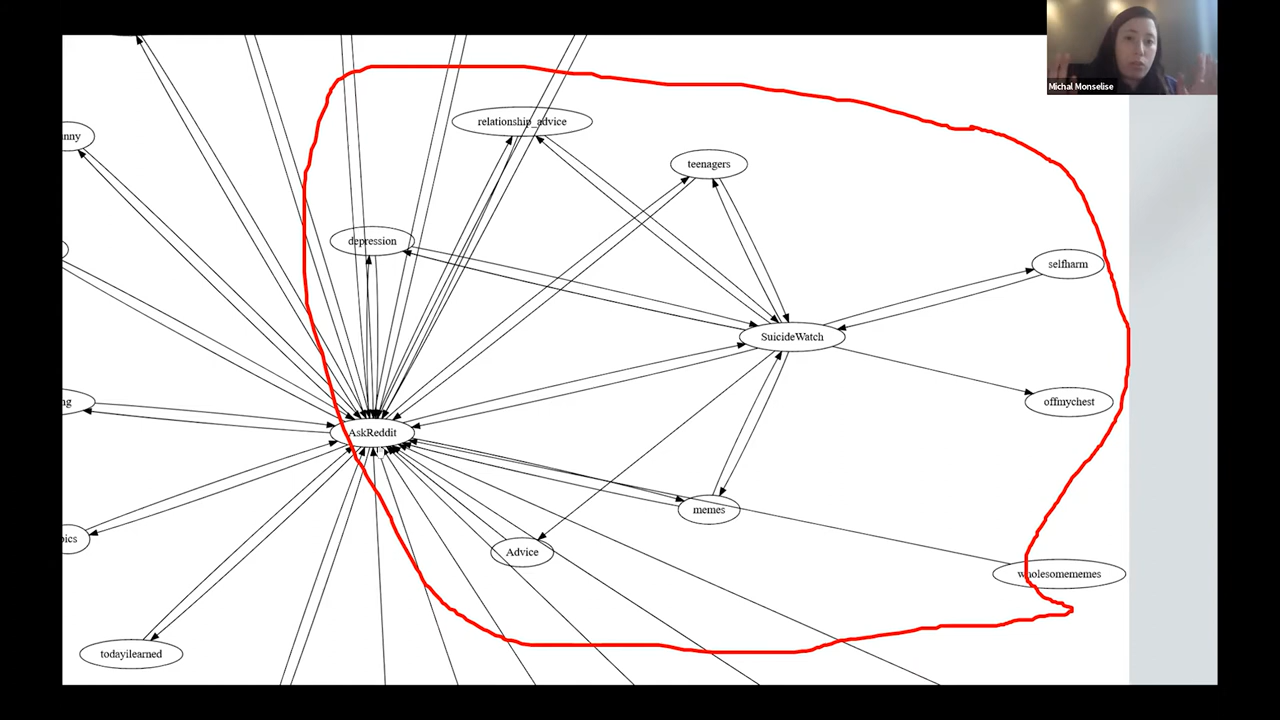 Michal Monselise
relationship_advice
nny
teenagers
depression
selfharm
SuicideWatch
ng
offmychest
AskReddit
memes
pics
Advice
wholesomememes
todayilearned